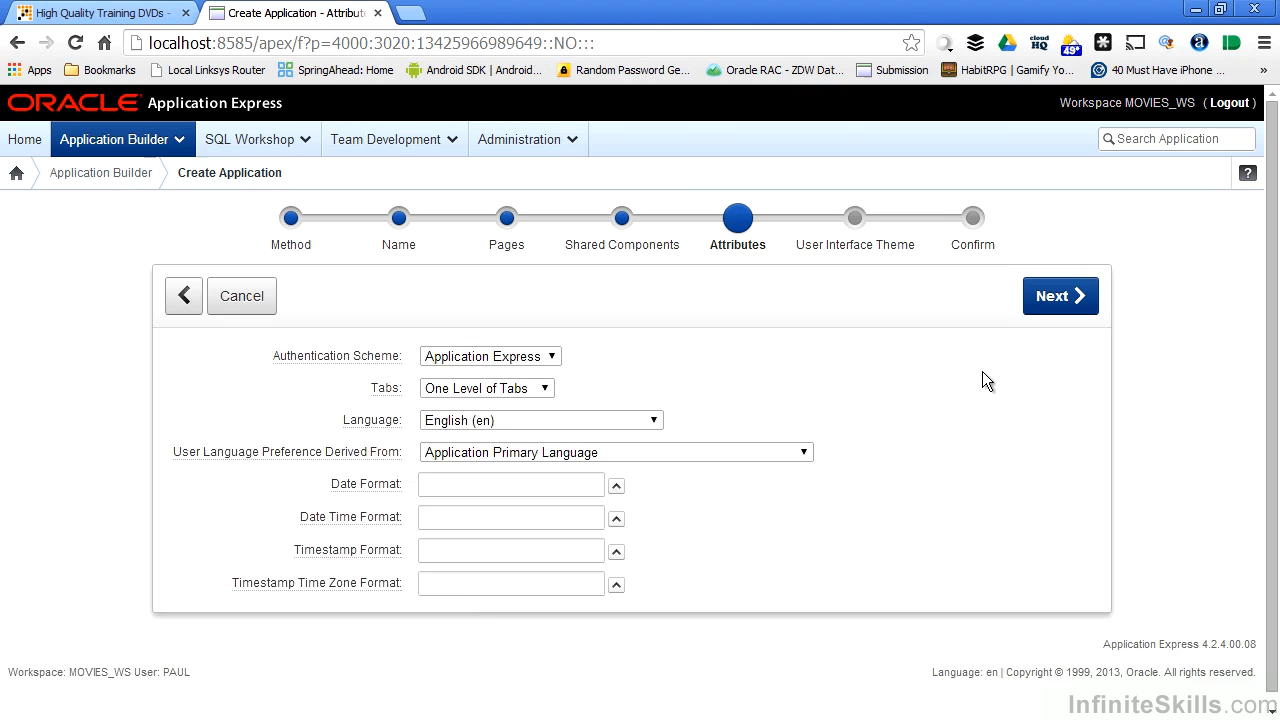 High Quality Training DVDs -
Create Application - Attribut
localhost:8585/apex/f?p=4000:3020:13425966989649::NO:::
49°
cloud HQ
Apps
Bookmarks
Local Linksys Router
SpringAhead: Home
Android SDK | Android...
Random Password Ge...
Oracle RAC - ZDW Dat...
Submission
HabitRPG | Gamify Yo...
40 Must Have iPhone ...
»
ORACLE Application Express
Workspace MOVIES_WS ( Logout )
Home
Application Builder
SQL Workshop
Team Development
Administration
Search Application
Application Builder
Create Application
?
Method
Name
Pages
Shared Components
Attributes
User Interface Theme
Confirm
Cancel
Next
Authentication Scheme: Application Express
Tabs: One Level of Tabs
Language: English (en)
User Language Preference Derived From: Application Primary Language
Date Format:
Date Time Format:
Timestamp Format:
Timestamp Time Zone Format:
Application Express 4.2.4.00.08
Workspace: MOVIES_WS User: PAUL
Language: en | Copyright © 1999, 2013, Oracle. All rights reserved.
InfiniteSkills.com